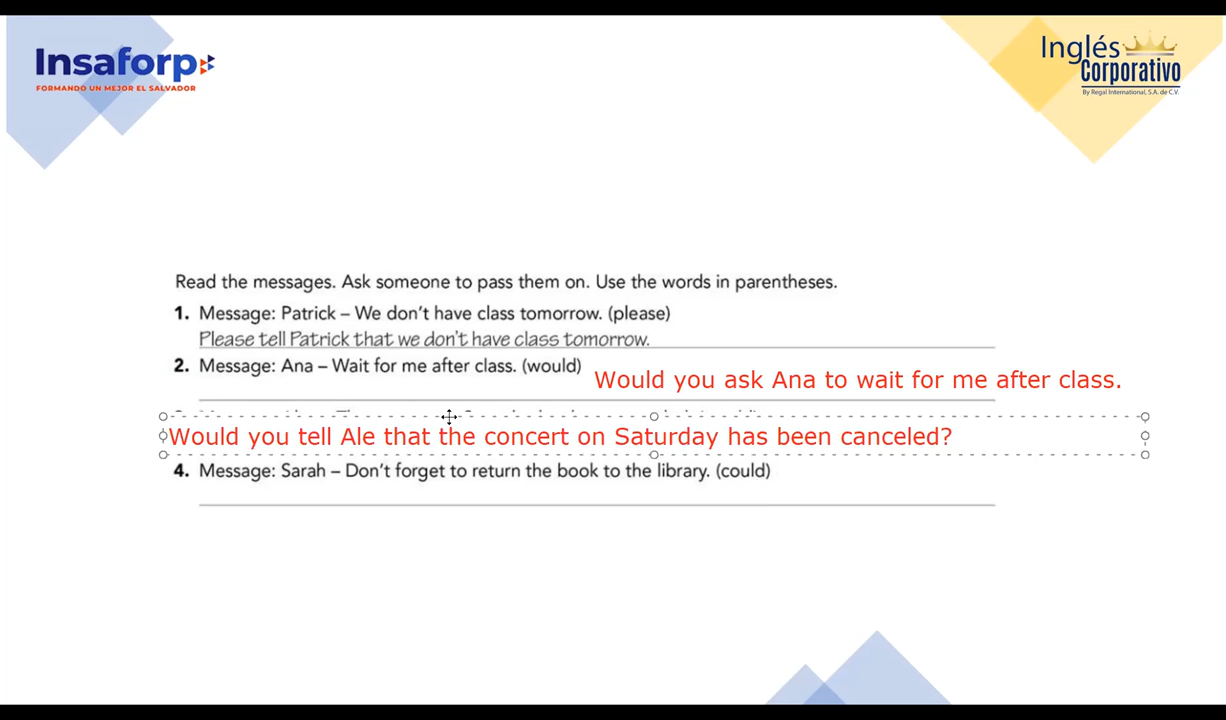 Insaforp
FORMANDO UN MEJOR EL SALVADOR
Inglés
Corporativo
By Regal International, S.A. de C.V.
Read the messages. Ask someone to pass them on. Use the words in parentheses.
1. Message: Patrick – We don't have class tomorrow. (please)
Please tell Patrick that we don't have class tomorrow.
2. Message: Ana – Wait for me after class. (would)
Would you ask Ana to wait for me after class.
Would you tell Ale that the concert on Saturday has been canceled?
4. Message: Sarah – Don't forget to return the book to the library. (could)